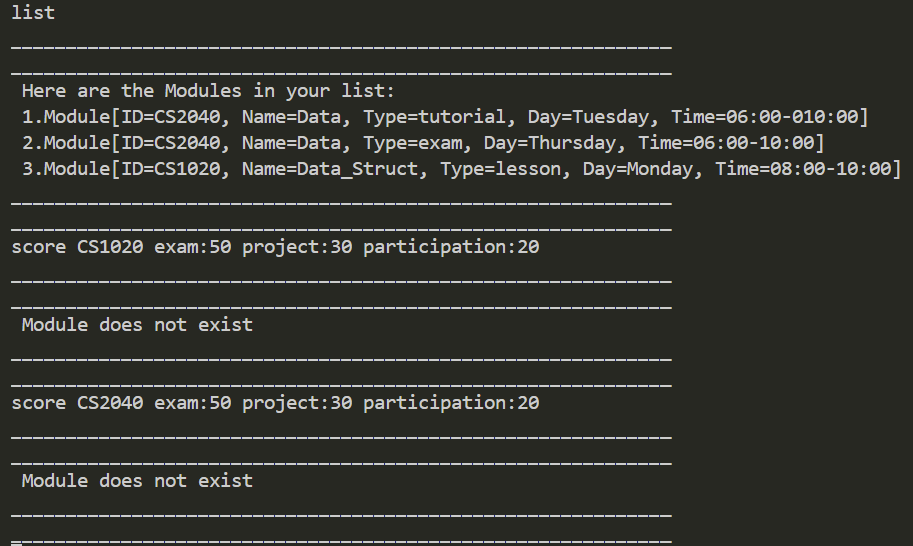 list
____________________________________________________________
____________________________________________________________
 Here are the Modules in your list:
 1.Module[ID=CS2040, Name=Data, Type=tutorial, Day=Tuesday, Time=06:00-010:00]
 2.Module[ID=CS2040, Name=Data, Type=exam, Day=Thursday, Time=06:00-10:00]
 3.Module[ID=CS1020, Name=Data_Struct, Type=lesson, Day=Monday, Time=08:00-10:00]
____________________________________________________________
____________________________________________________________
score CS1020 exam:50 project:30 participation:20
____________________________________________________________
____________________________________________________________
 Module does not exist
____________________________________________________________
____________________________________________________________
score CS2040 exam:50 project:30 participation:20
____________________________________________________________
____________________________________________________________
 Module does not exist
____________________________________________________________
____________________________________________________________